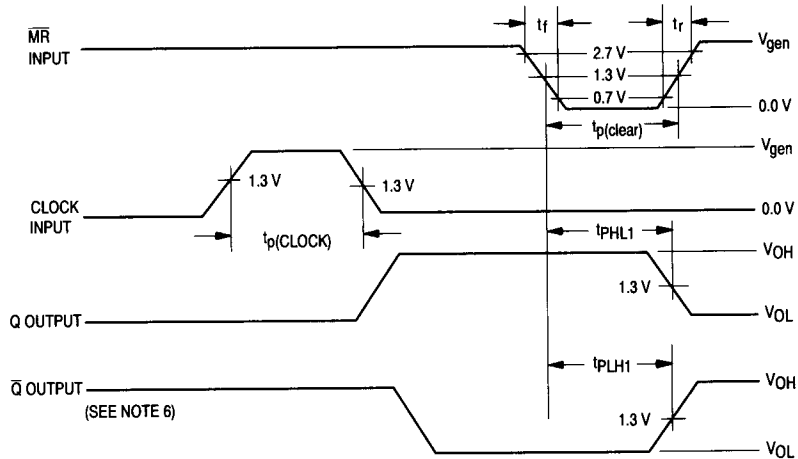 tf
tr
MR
INPUT
Vgen
2.7 V
1.3 V
0.7 V
0.0 V
tp(clear)
Vgen
1.3 V
1.3 V
CLOCK
INPUT
0.0 V
tp(CLOCK)
tPHL1
VOH
1.3 V
Q OUTPUT
VOL
tPLH1
Q̅ OUTPUT
VOH
(SEE NOTE 6)
1.3 V
VOL